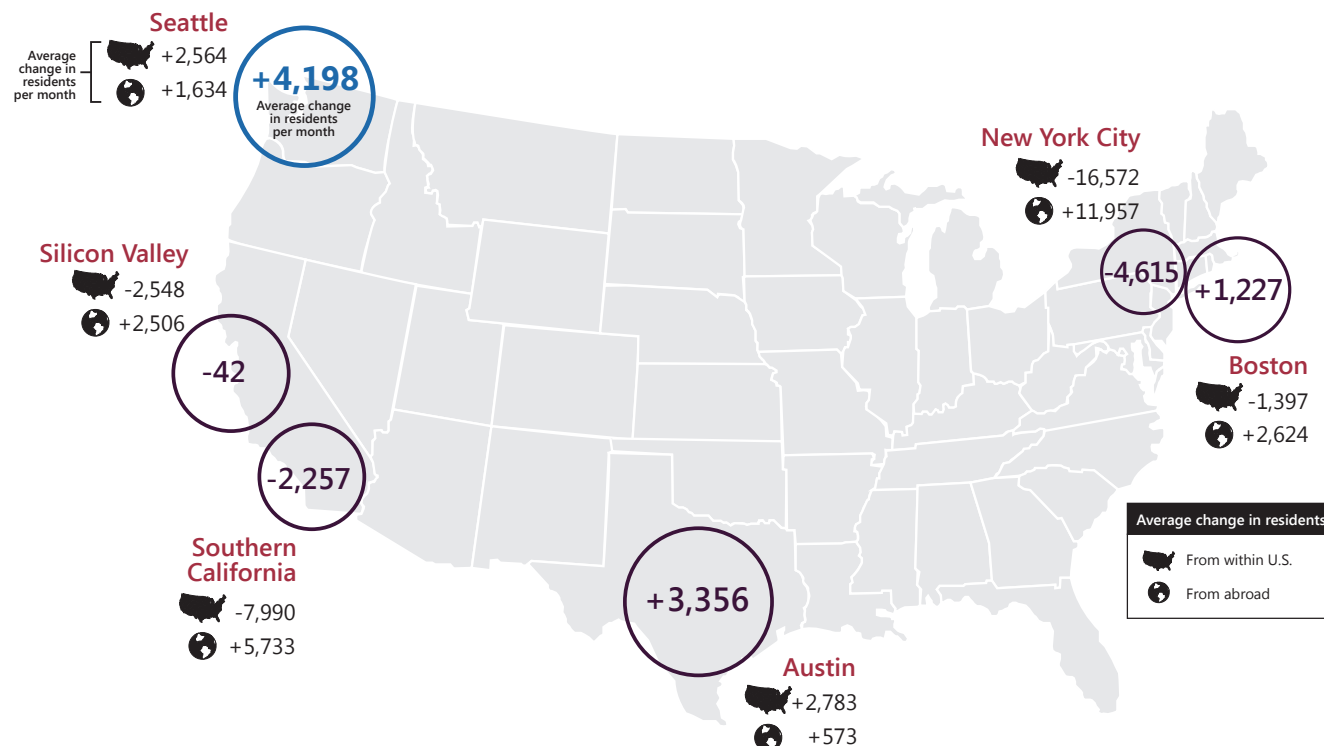 Seattle
Average
change in
residents
per month
+2,564
+1,634
+4,198
Average change
in residents
per month
New York City
-16,572
+11,957
-4,615
+1,227
Boston
-1,397
+2,624
Silicon Valley
-2,548
+2,506
-42
-2,257
Southern
California
-7,990
+5,733
+3,356
Austin
+2,783
+573
Average change in residents
From within U.S.
From abroad